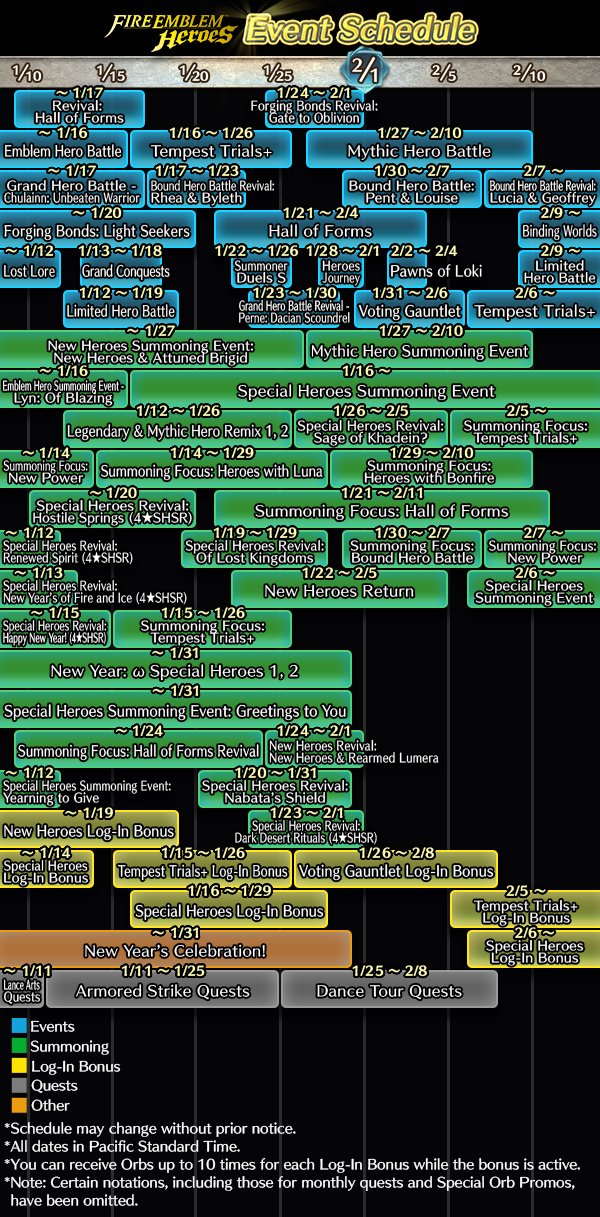 FIRE EMBLEM
Heroes
Event Schedule
1/10
1/15
1/20
1/25
2/1
2/5
2/10
~ 1/17
Revival:
Hall of Forms
1/24 ~ 2/1
Forging Bonds Revival:
Gate to Oblivion
~ 1/16
Emblem Hero Battle
1/16 ~ 1/26
Tempest Trials+
1/27 ~ 2/10
Mythic Hero Battle
~ 1/17
Grand Hero Battle -
Chulainn: Unbeaten Warrior
1/17 ~ 1/23
Bound Hero Battle Revival:
Rhea & Byleth
1/30 ~ 2/7
Bound Hero Battle:
Pent & Louise
2/7 ~
Bound Hero Battle Revival:
Lucia & Geoffrey
~ 1/20
Forging Bonds: Light Seekers
1/21 ~ 2/4
Hall of Forms
2/9 ~
Binding Worlds
~ 1/12
Lost Lore
1/13 ~ 1/18
Grand Conquests
1/22 ~ 1/26
Summoner
Duels S
1/28 ~ 2/1
Heroes
Journey
2/2 ~ 2/4
Pawns of Loki
2/9 ~
Limited
Hero Battle
1/12 ~ 1/19
Limited Hero Battle
1/23 ~ 1/30
Grand Hero Battle Revival -
Perne: Dacian Scoundrel
1/31 ~ 2/6
Voting Gauntlet
2/6 ~
Tempest Trials+
~ 1/27
New Heroes Summoning Event:
New Heroes & Attuned Brigid
1/27 ~ 2/10
Mythic Hero Summoning Event
~ 1/16
Emblem Hero Summoning Event -
Lyn: Of Blazing
1/16 ~
Special Heroes Summoning Event
1/12 ~ 1/26
Legendary & Mythic Hero Remix 1, 2
1/26 ~ 2/5
Special Heroes Revival:
Sage of Khadein?
2/5 ~
Summoning Focus:
Tempest Trials+
~ 1/14
Summoning Focus:
New Power
1/14 ~ 1/29
Summoning Focus: Heroes with Luna
1/29 ~ 2/10
Summoning Focus:
Heroes with Bonfire
~ 1/20
Special Heroes Revival:
Hostile Springs (4★SHSR)
1/21 ~ 2/11
Summoning Focus: Hall of Forms
~ 1/12
Special Heroes Revival:
Renewed Spirit (4★SHSR)
1/19 ~ 1/29
Special Heroes Revival:
Of Lost Kingdoms
1/30 ~ 2/7
Summoning Focus:
Bound Hero Battle
2/7 ~
Summoning Focus:
New Power
~ 1/13
Special Heroes Revival:
New Year's of Fire and Ice (4★SHSR)
1/22 ~ 2/5
New Heroes Return
2/6 ~
Special Heroes
Summoning Event
~ 1/15
Special Heroes Revival:
Happy New Year! (4★SHSR)
1/15 ~ 1/26
Summoning Focus:
Tempest Trials+
~ 1/31
New Year: ω Special Heroes 1, 2
~ 1/31
Special Heroes Summoning Event: Greetings to You
~ 1/24
Summoning Focus: Hall of Forms Revival
1/24 ~ 2/1
New Heroes Revival:
New Heroes & Rearmed Lumera
~ 1/12
Special Heroes Summoning Event:
Yearning to Give
1/20 ~ 1/31
Special Heroes Revival:
Nabata's Shield
~ 1/19
New Heroes Log-In Bonus
1/23 ~ 2/1
Special Heroes Revival:
Dark Desert Rituals (4★SHSR)
~ 1/14
Special Heroes
Log-In Bonus
1/15 ~ 1/26
Tempest Trials+ Log-In Bonus
1/26 ~ 2/8
Voting Gauntlet Log-In Bonus
1/16 ~ 1/29
Special Heroes Log-In Bonus
2/5 ~
Tempest Trials+
Log-In Bonus
~ 1/31
New Year's Celebration!
2/6 ~
Special Heroes
Log-In Bonus
~ 1/11
Lance Arts
Quests
1/11 ~ 1/25
Armored Strike Quests
1/25 ~ 2/8
Dance Tour Quests
Events
Summoning
Log-In Bonus
Quests
Other
*Schedule may change without prior notice.
*All dates in Pacific Standard Time.
*You can receive Orbs up to 10 times for each Log-In Bonus while the bonus is active.
*Note: Certain notations, including those for monthly quests and Special Orb Promos,
have been omitted.